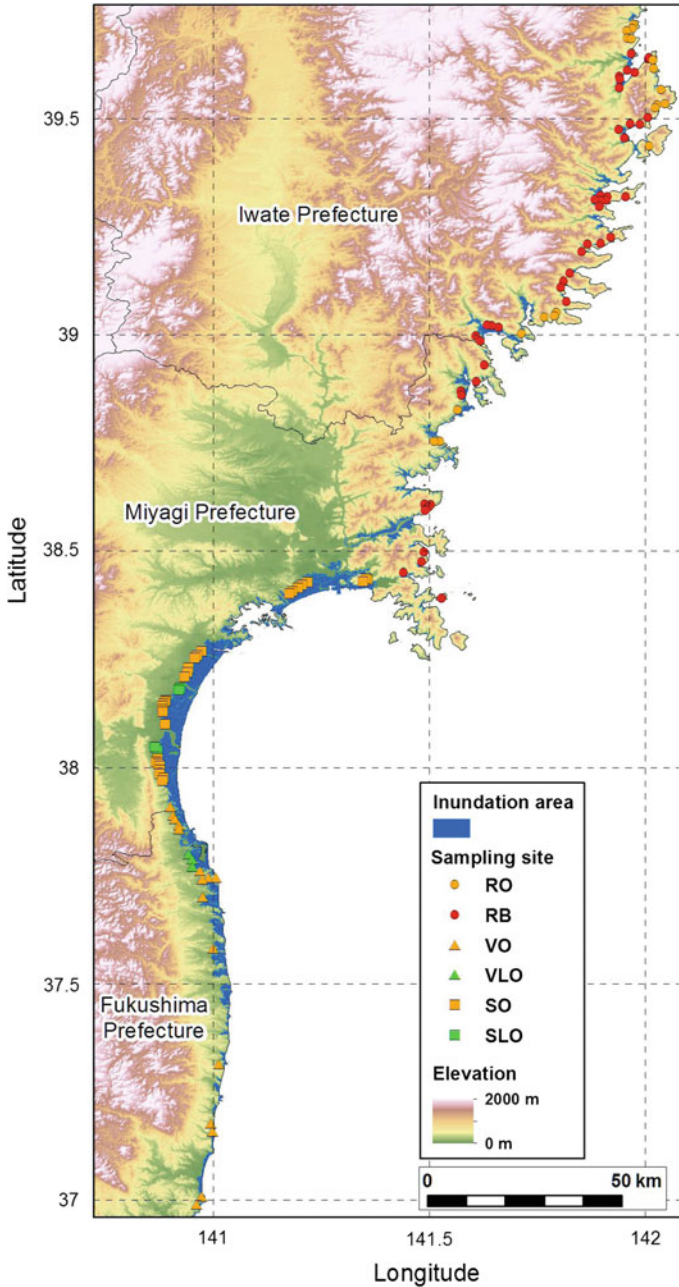 39.5
39
38.5
38
37.5
37
Latitude
Iwate Prefecture
Miyagi Prefecture
Fukushima
Prefecture
Inundation area
Sampling site
RO
RB
VO
VLO
SO
SLO
Elevation
2000 m
0 m
0 50 km
141 141.5 142
Longitude